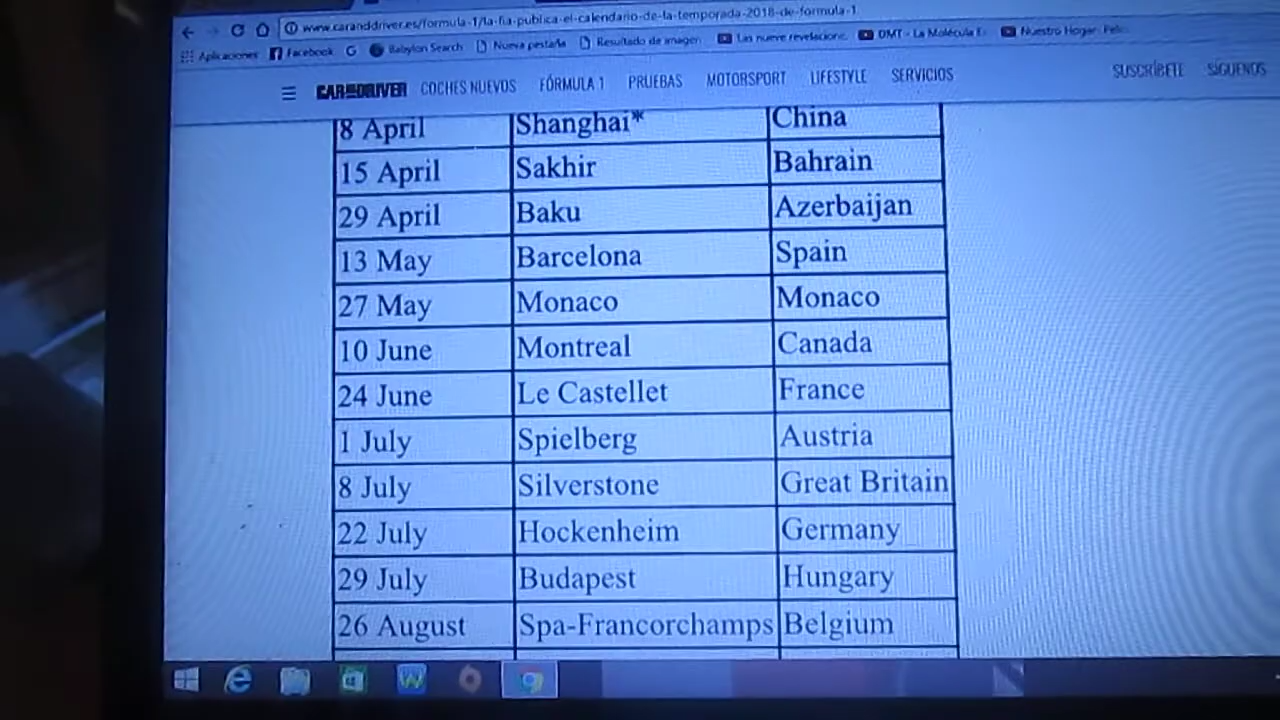 www.caranddriver.es/formula-1/la-fia-publica-el-calendario-de-la-temporada-2018-de-formula-1
Aplicaciones Facebook G Babylon Search Nueva pestaña Resultado de imagen Las nueve revelacione DMT - La Molécula E Nuestro Hogar
CAR AND DRIVER COCHES NUEVOS FÓRMULA 1 PRUEBAS MOTORSPORT LIFESTYLE SERVICIOS SUSCRÍBETE SÍGUENOS
8 April Shanghai* China
15 April Sakhir Bahrain
29 April Baku Azerbaijan
13 May Barcelona Spain
27 May Monaco Monaco
10 June Montreal Canada
24 June Le Castellet France
1 July Spielberg Austria
8 July Silverstone Great Britain
22 July Hockenheim Germany
29 July Budapest Hungary
26 August Spa-Francorchamps Belgium